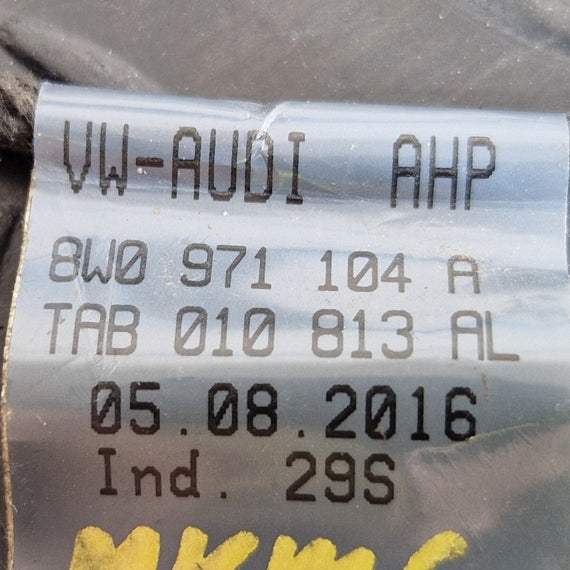 VW-AUDI AHP
8W0 971 104 A
TAB 010 813 AL
05.08.2016
Ind. 29S